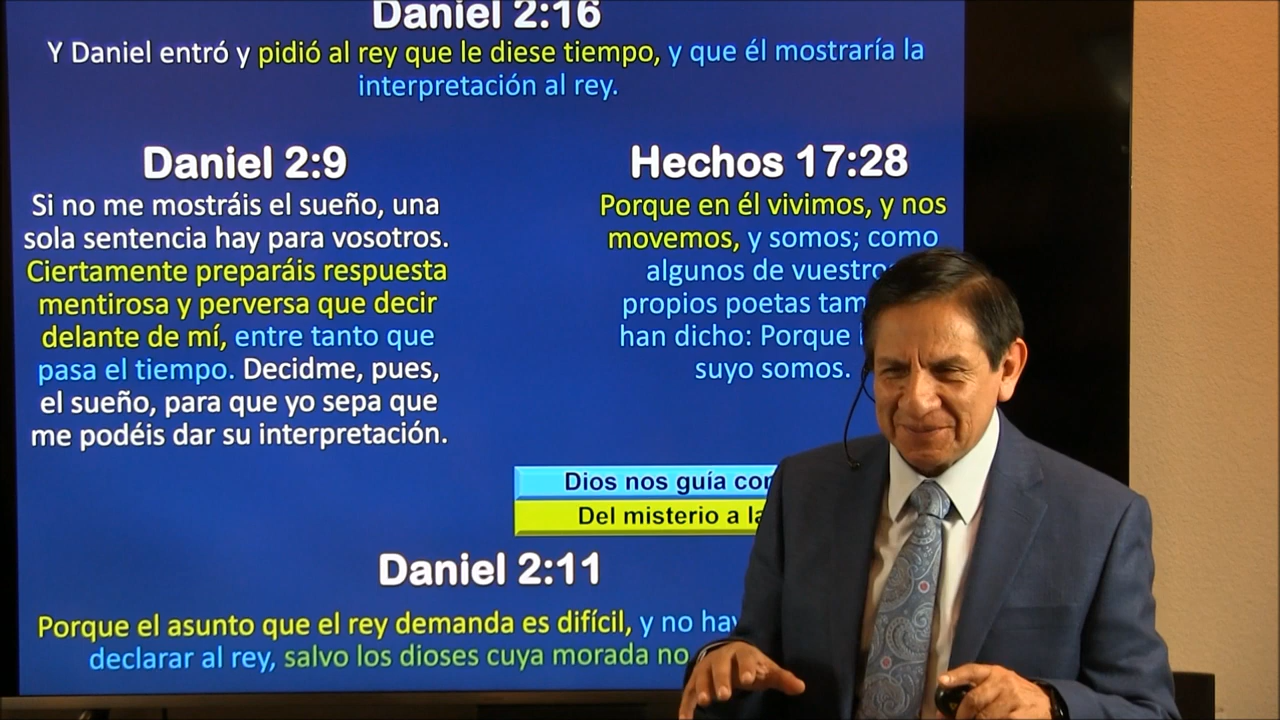 Daniel 2:16
Y Daniel entró y pidió al rey que le diese tiempo, y que él mostraría la
interpretación al rey.
Daniel 2:9
Si no me mostráis el sueño, una
sola sentencia hay para vosotros.
Ciertamente preparáis respuesta
mentirosa y perversa que decir
delante de mí, entre tanto que
pasa el tiempo. Decidme, pues,
el sueño, para que yo sepa que
me podéis dar su interpretación.
Hechos 17:28
Porque en él vivimos, y nos
movemos, y somos; como
algunos de vuestro
propios poetas tam
han dicho: Porque
suyo somos.
Dios nos guía con
Del misterio a la
Daniel 2:11
Porque el asunto que el rey demanda es difícil, y no hay
declarar al rey, salvo los dioses cuya morada no